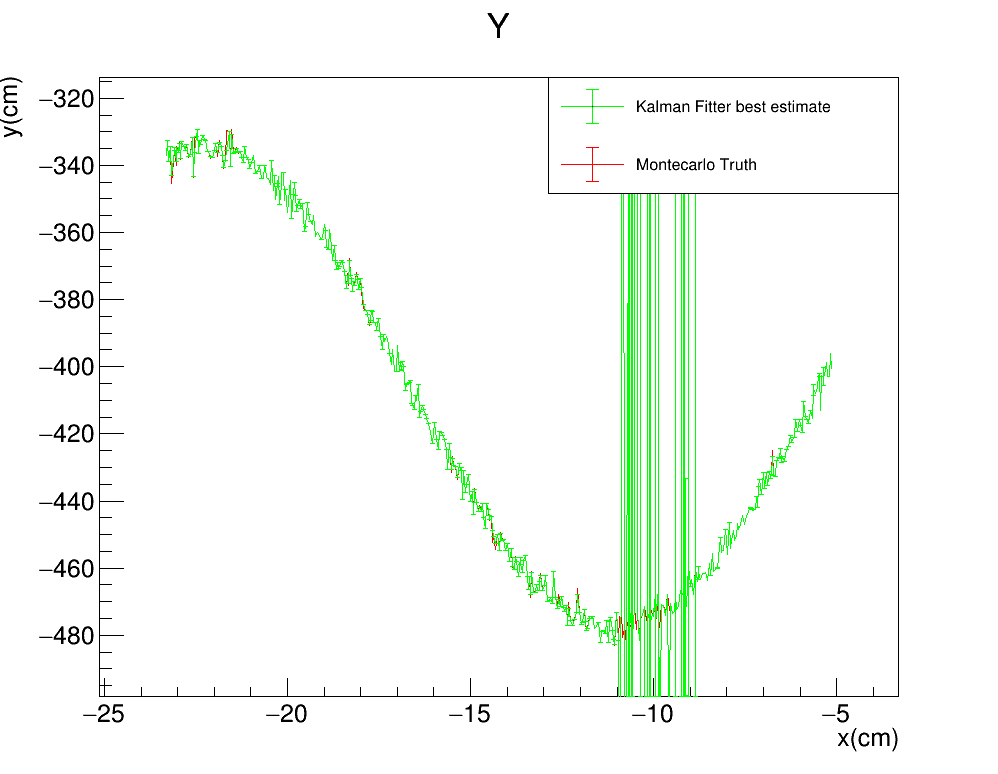 Y
y(cm)
Kalman Fitter best estimate
Montecarlo Truth
−320
−340
−360
−380
−400
−420
−440
−460
−480
−25 −20 −15 −10 −5
x(cm)